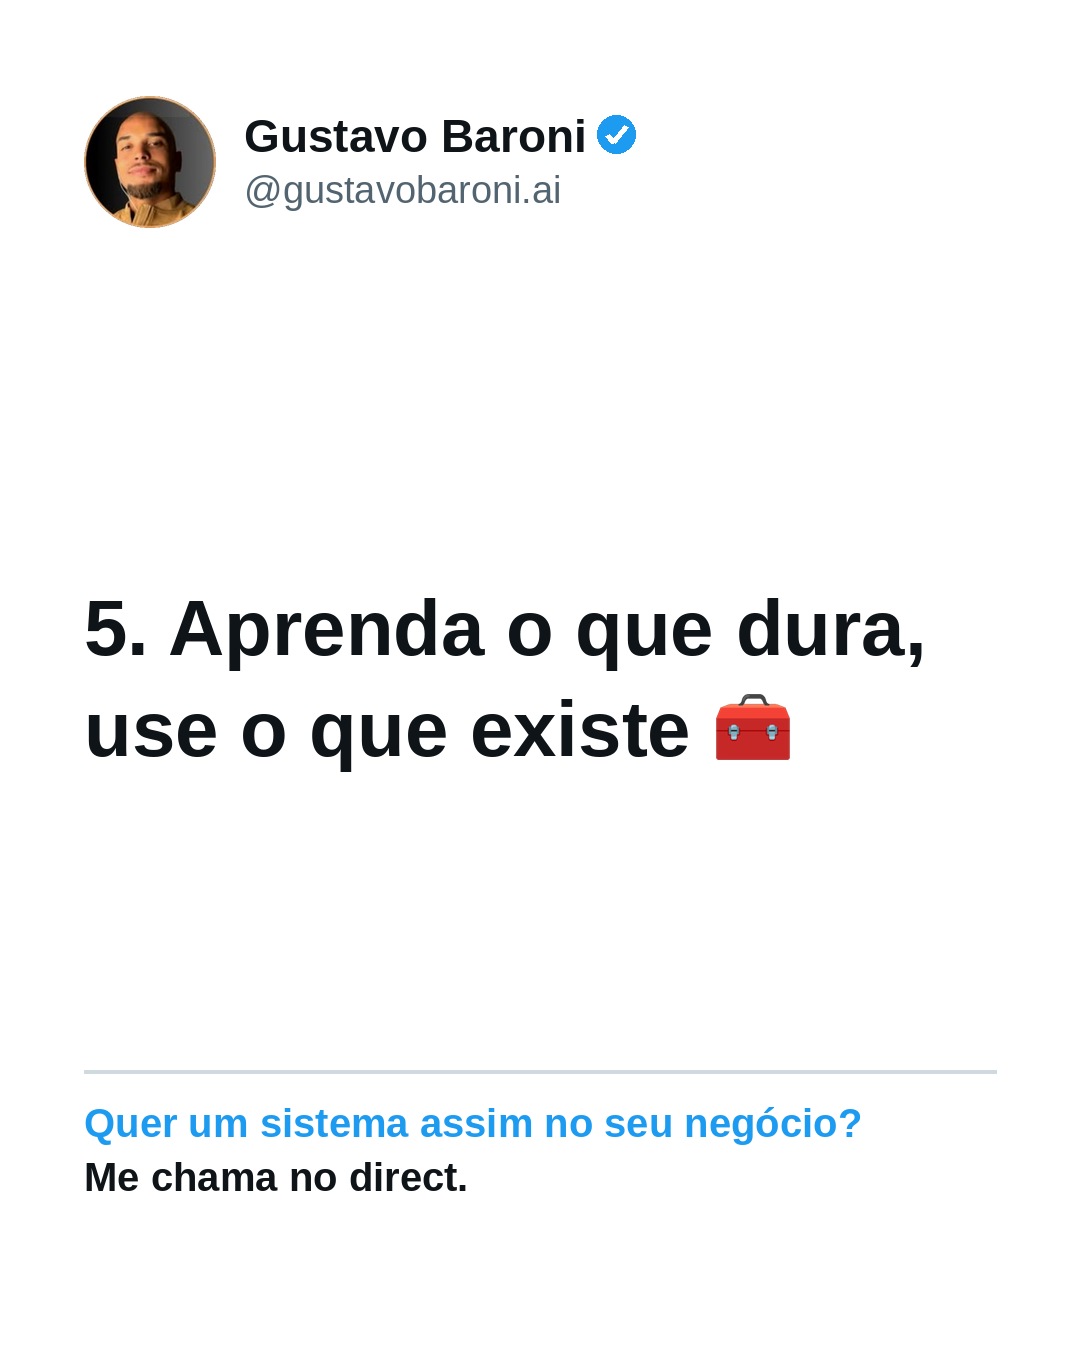 Gustavo Baroni
@gustavobaroni.ai
5. Aprenda o que dura,
use o que existe 🧰
Quer um sistema assim no seu negócio?
Me chama no direct.